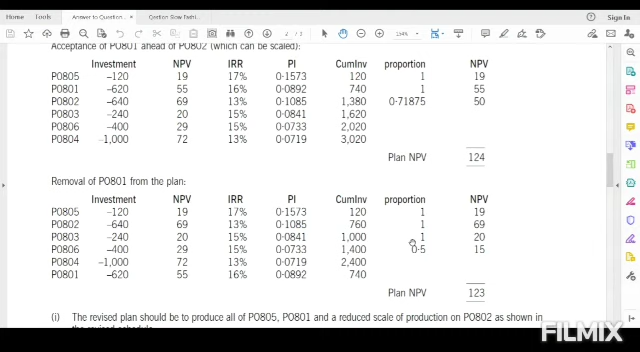 Home Tools Answer to Question... Qrastion Slow Fashi... Sign In
2 / 3 154%
Acceptance of P0801 ahead of P0802 (which can be scaled):
Investment NPV IRR PI CumInv proportion NPV
P0805 –120 19 17% 0·1573 120 1 19
P0801 –620 55 16% 0·0892 740 1 55
P0802 –640 69 13% 0·1085 1,380 0·71875 50
P0803 –240 20 15% 0·0841 1,620
P0806 –400 29 15% 0·0733 2,020
P0804 –1,000 72 13% 0·0719 3,020
Plan NPV 124
Removal of P0801 from the plan:
Investment NPV IRR PI CumInv proportion NPV
P0805 –120 19 17% 0·1573 120 1 19
P0802 –640 69 13% 0·1085 760 1 69
P0803 –240 20 15% 0·0841 1,000 1 20
P0806 –400 29 15% 0·0733 1,400 0·5 15
P0804 –1,000 72 13% 0·0719 2,400
P0801 –620 55 16% 0·0892 740
Plan NPV 123
(i) The revised plan should be to produce all of P0805, P0801 and a reduced scale of production on P0802 as shown in
the revised schedule.
FILMIX